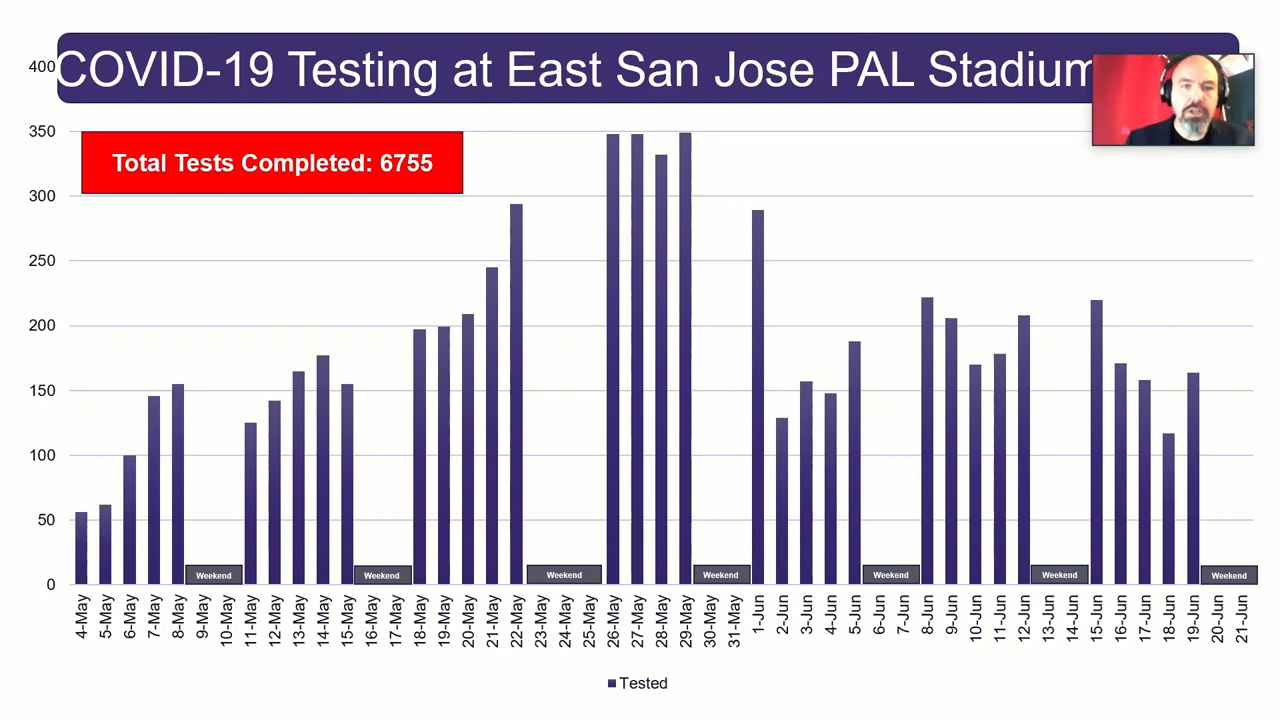 COVID-19 Testing at East San Jose PAL Stadium
400
350
300
250
200
150
100
50
0
Total Tests Completed: 6755
Weekend
Weekend
Weekend
Weekend
Weekend
Weekend
Weekend
4-May
5-May
6-May
7-May
8-May
9-May
10-May
11-May
12-May
13-May
14-May
15-May
16-May
17-May
18-May
19-May
20-May
21-May
22-May
23-May
24-May
25-May
26-May
27-May
28-May
29-May
30-May
31-May
1-Jun
2-Jun
3-Jun
4-Jun
5-Jun
6-Jun
7-Jun
8-Jun
9-Jun
10-Jun
11-Jun
12-Jun
13-Jun
14-Jun
15-Jun
16-Jun
17-Jun
18-Jun
19-Jun
20-Jun
21-Jun
Tested